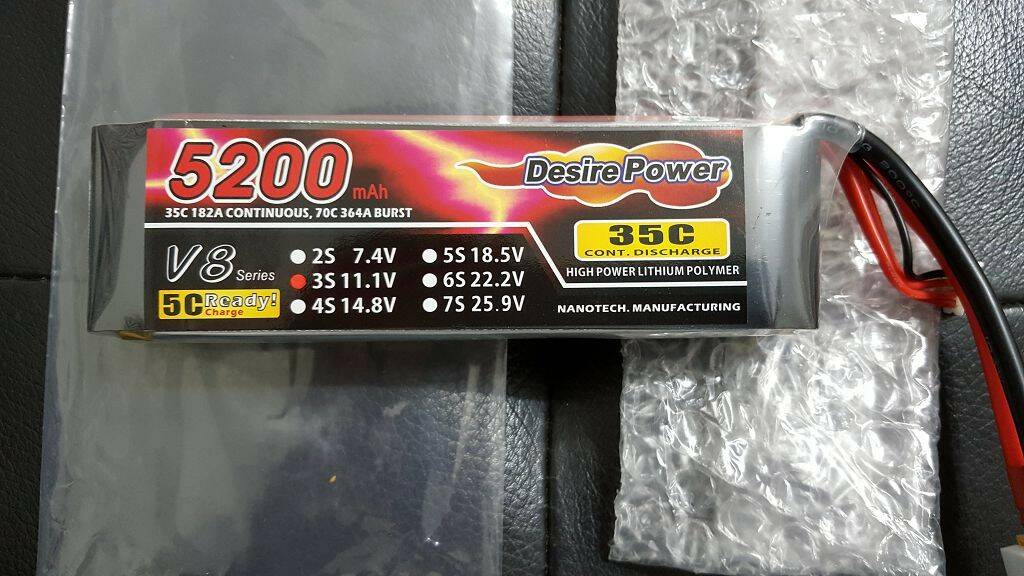 5200 mAh
35C 182A CONTINUOUS, 70C 364A BURST
Desire Power
35C
CONT. DISCHARGE
HIGH POWER LITHIUM POLYMER
NANOTECH. MANUFACTURING
V8 Series
5C Ready!
Charge
2S 7.4V
3S 11.1V
4S 14.8V
5S 18.5V
6S 22.2V
7S 25.9V